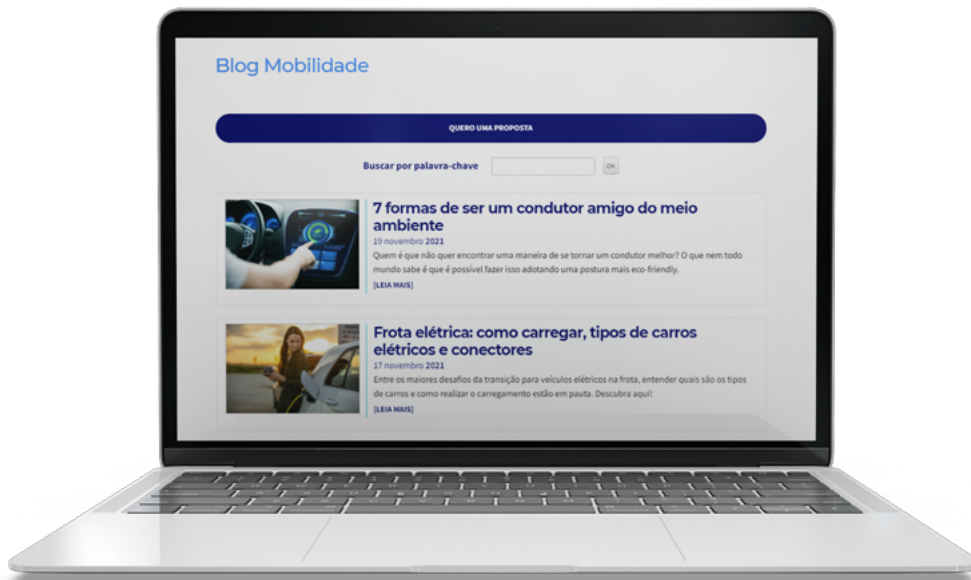 Blog Mobilidade
QUERO UMA PROPOSTA
Buscar por palavra-chave
OK
7 formas de ser um condutor amigo do meio
ambiente
19 novembro 2021
Quem é que não quer encontrar uma maneira de se tornar um condutor melhor? O que nem todo
mundo sabe é que é possível fazer isso adotando uma postura mais eco-friendly.
[LEIA MAIS]
Frota elétrica: como carregar, tipos de carros
elétricos e conectores
17 novembro 2021
Entre os maiores desafios da transição para veículos elétricos na frota, entender quais são os tipos
de carros e como realizar o carregamento estão em pauta. Descubra aqui!
[LEIA MAIS]